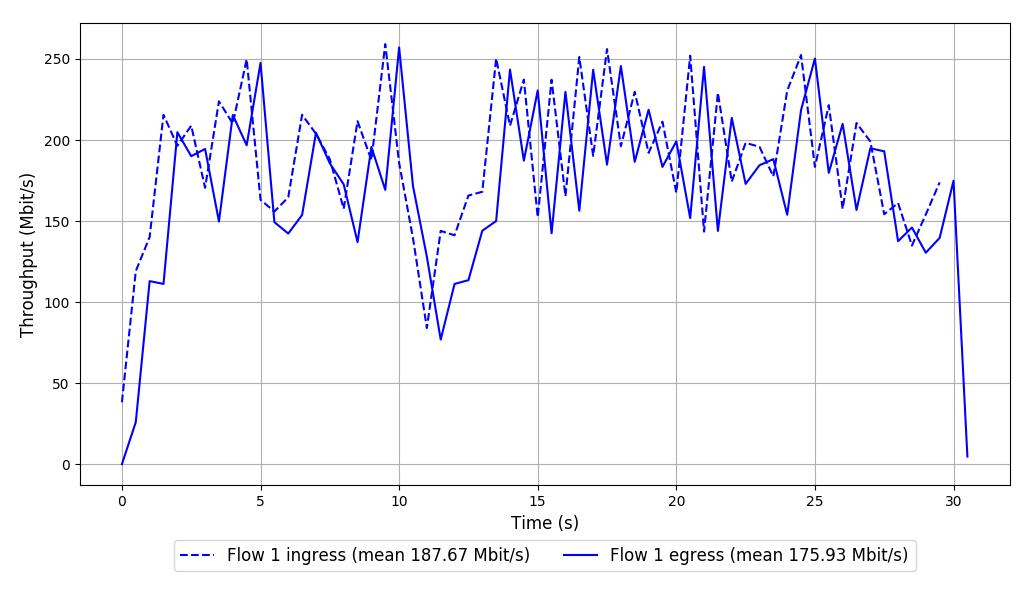 250
200
150
100
50
0
Throughput (Mbit/s)
0 5 10 15 20 25 30
Time (s)
Flow 1 ingress (mean 187.67 Mbit/s) Flow 1 egress (mean 175.93 Mbit/s)